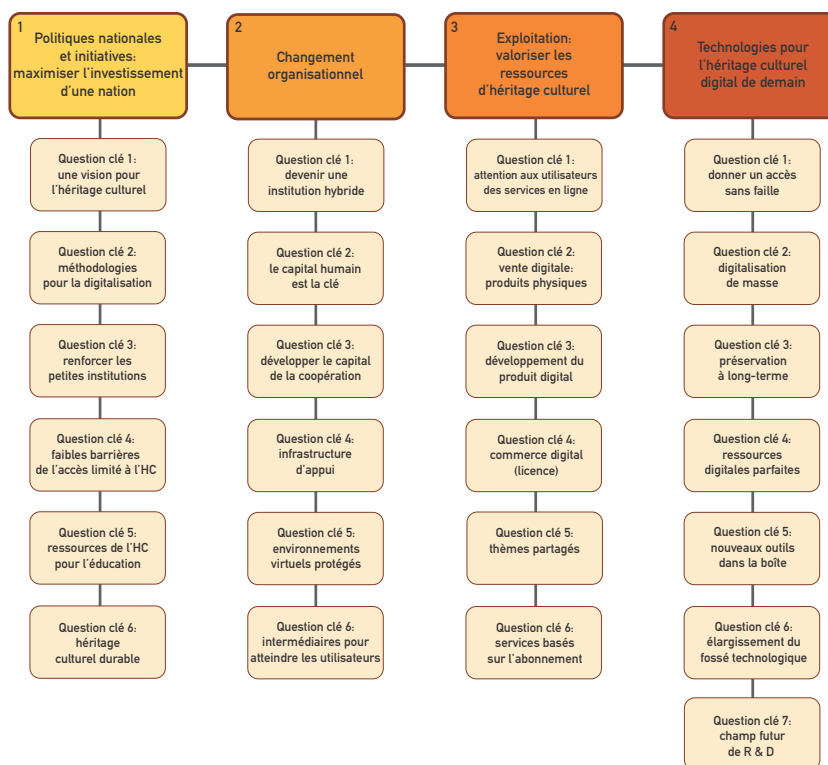 1
Politiques nationales
et initiatives:
maximiser l'investissement
d'une nation
Question clé 1:
une vision pour
l'héritage culturel
Question clé 2:
méthodologies
pour la digitalisation
Question clé 3:
renforcer les
petites institutions
Question clé 4:
faibles barrières
de l'accès limité à l'HC
Question clé 5:
ressources de l'HC
pour l'éducation
Question clé 6:
héritage
culturel durable
2
Changement
organisationnel
Question clé 1:
devenir une
institution hybride
Question clé 2:
le capital humain
est la clé
Question clé 3:
développer le capital
de la coopération
Question clé 4:
infrastructure
d'appui
Question clé 5:
environnements
virtuels protégés
Question clé 6:
intermédiaires pour
atteindre les utilisateurs
3
Exploitation:
valoriser les
ressources
d'héritage culturel
Question clé 1:
attention aux utilisateurs
des services en ligne
Question clé 2:
vente digitale:
produits physiques
Question clé 3:
développement du
produit digital
Question clé 4:
commerce digital
(licence)
Question clé 5:
thèmes partagés
Question clé 6:
services basés
sur l'abonnement
4
Technologies pour
l'héritage culturel
digital de demain
Question clé 1:
donner un accès
sans faille
Question clé 2:
digitalisation
de masse
Question clé 3:
préservation
à long-terme
Question clé 4:
ressources
digitales parfaites
Question clé 5:
nouveaux outils
dans la boîte
Question clé 6:
élargissement du
fossé technologique
Question clé 7:
champ futur
de R & D